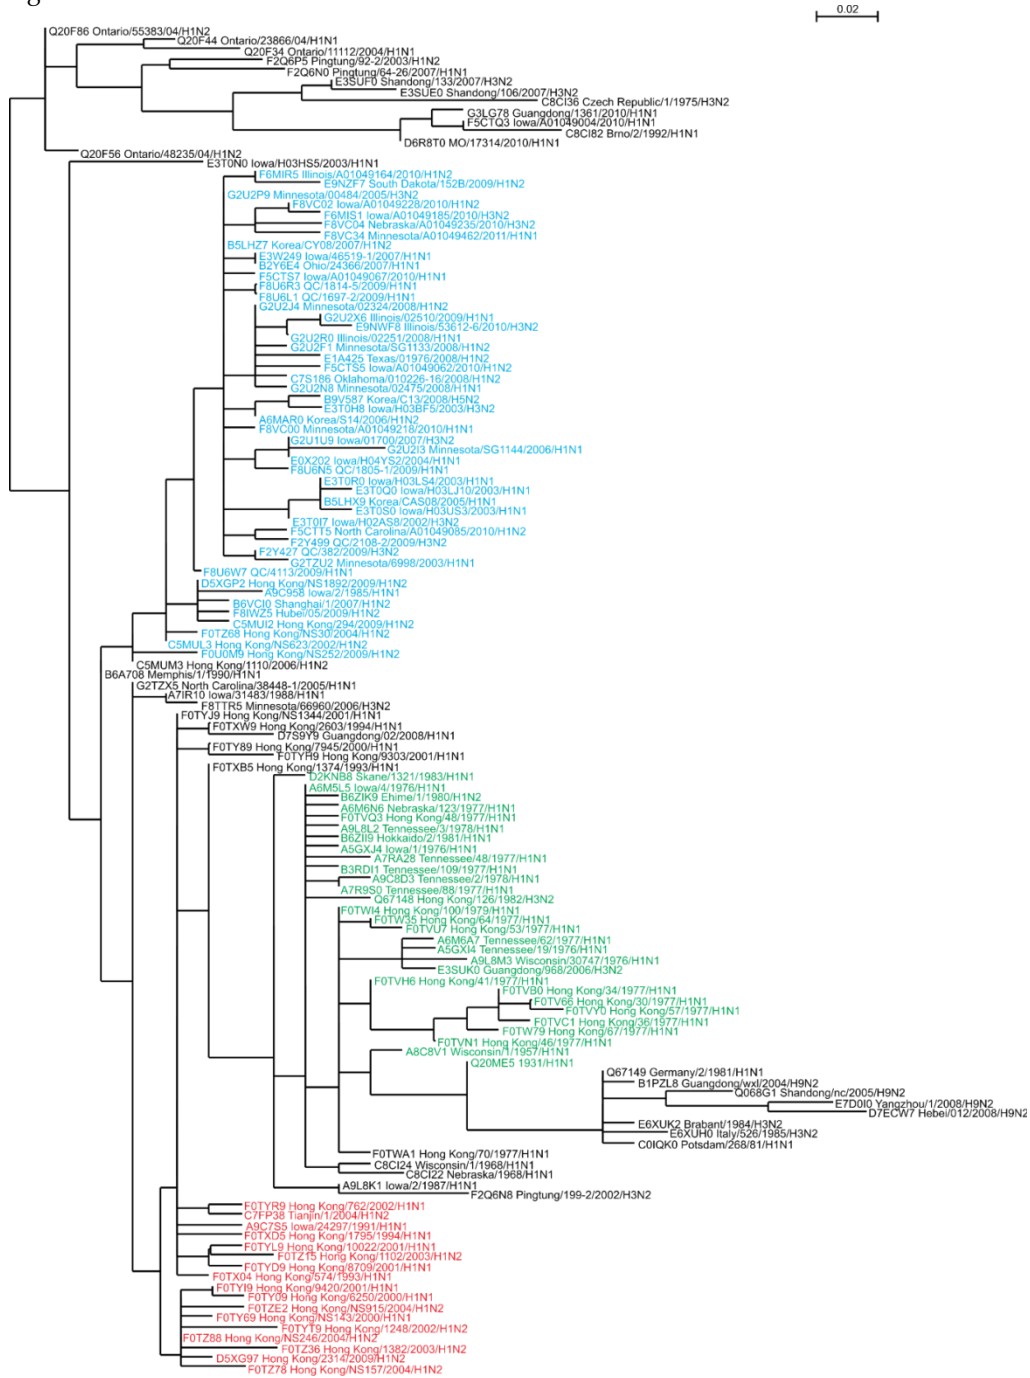 0.02
Q20F86 Ontario/55383/04/H1N2
Q20F44 Ontario/23866/04/H1N1
Q20F34 Ontario/11112/2004/H1N1
F2Q6P5 Pingtung/92-2/2003/H1N2
F2Q6N0 Pingtung/64-26/2007/H1N1
E3SUF0 Shandong/133/2007/H3N2
E3SUE0 Shandong/106/2007/H3N2
C8CI36 Czech Republic/1/1975/H3N2
G3LG78 Guangdong/1361/2010/H1N1
F5CTQ3 Iowa/A01049004/2010/H1N1
C8CI82 Brno/2/1992/H1N1
D6R8T0 MO/17314/2010/H1N1
Q20F56 Ontario/48235/04/H1N2
E3T0N0 Iowa/H03HS5/2003/H1N1
F6MIR5 Illinois/A01049164/2010/H1N2
E9NZF7 South Dakota/152B/2009/H1N2
G2U2P9 Minnesota/00484/2005/H3N2
F8VC02 Iowa/A01049228/2010/H1N1
F6MIS1 Iowa/A01049185/2010/H3N2
F8VC04 Nebraska/A01049235/2010/H3N2
F8VC34 Minnesota/A01049462/2011/H1N1
B5LHZ7 Korea/CY08/2007/H1N2
E3W249 Iowa/46519-1/2007/H1N1
B2Y6E4 Ohio/24366/2007/H1N1
F5CTS7 Iowa/A01049067/2010/H1N1
F8U6R3 QC/1814-5/2009/H1N1
F8U6L1 QC/1697-2/2009/H1N1
G2U2J4 Minnesota/02324/2008/H1N2
G2U2X6 Illinois/02510/2009/H1N1
E9NWF8 Illinois/53612-6/2010/H3N2
G2U2R0 Illinois/02251/2008/H1N1
G2U2F1 Minnesota/SG1133/2008/H1N2
E1A425 Texas/01976/2008/H1N2
F5CTS5 Iowa/A01049062/2010/H1N2
C7S186 Oklahoma/010226-16/2008/H1N2
G2U2N8 Minnesota/02475/2008/H1N1
B9V587 Korea/C13/2008/H5N2
E3T0H8 Iowa/H03BF5/2003/H3N2
A6MAR0 Korea/S14/2006/H1N2
F8VC00 Minnesota/A01049218/2010/H1N1
G2U1U9 Iowa/01700/2007/H3N2
G2U2I3 Minnesota/SG1144/2006/H1N1
E0X202 Iowa/H04YS2/2004/H1N1
F8U6N5 QC/1805-1/2009/H1N1
E3T0R0 Iowa/H03LS4/2003/H1N1
E3T0Q0 Iowa/H03LJ10/2003/H1N1
B5LHX9 Korea/CAS08/2005/H1N1
E3T0S0 Iowa/H03US3/2003/H1N1
E3T0I7 Iowa/H02AS8/2002/H3N2
F5CTT5 North Carolina/A01049085/2010/H1N2
F2Y499 QC/2108-2/2009/H3N2
F2Y427 QC/382/2009/H3N2
G2TZU2 Minnesota/6998/2003/H1N1
F8U6W7 QC/4113/2009/H1N1
D5XGP2 Hong Kong/NS1892/2009/H1N2
A9C958 Iowa/2/1985/H1N1
B6VCI0 Shanghai/1/2007/H1N2
F8IWZ5 Hubei/05/2009/H1N2
C5MUI2 Hong Kong/294/2009/H1N2
F0TZ68 Hong Kong/NS30/2004/H1N2
C5MUL3 Hong Kong/NS623/2002/H1N2
F0U0M9 Hong Kong/NS252/2009/H1N2
C5MUM3 Hong Kong/1110/2006/H1N2
B6A708 Memphis/1/1990/H1N1
G2TZX5 North Carolina/38448-1/2005/H1N1
A7IR10 Iowa/31483/1988/H1N1
F8TTR5 Minnesota/66960/2006/H3N2
F0TYJ9 Hong Kong/NS1344/2001/H1N1
F0TXW9 Hong Kong/2603/1994/H1N1
D7S9Y9 Guangdong/02/2008/H1N1
F0TY89 Hong Kong/7945/2000/H1N1
F0TYH9 Hong Kong/9303/2001/H1N1
F0TXB5 Hong Kong/1374/1993/H1N1
D2KNB8 Skane/1321/1983/H1N1
A6M5L5 Iowa/4/1976/H1N1
B6ZIK9 Ehime/1/1980/H1N2
A6M6N6 Nebraska/123/1977/H1N1
F0TVQ3 Hong Kong/48/1977/H1N1
A9L8L2 Tennessee/3/1978/H1N1
B6ZII9 Hokkaido/2/1981/H1N1
A5GXJ4 Iowa/1/1976/H1N1
A7RA28 Tennessee/48/1977/H1N1
B3RDI1 Tennessee/109/1977/H1N1
A9C8D3 Tennessee/2/1978/H1N1
A7R9S0 Tennessee/88/1977/H1N1
Q67148 Hong Kong/126/1982/H3N2
F0TWI4 Hong Kong/100/1979/H1N1
F0TW35 Hong Kong/64/1977/H1N1
F0TVU7 Hong Kong/53/1977/H1N1
A6M6A7 Tennessee/62/1977/H1N1
A5GXI4 Tennessee/19/1976/H1N1
A9L8M3 Wisconsin/30747/1976/H1N1
E3SUK0 Guangdong/968/2006/H3N2
F0TVH6 Hong Kong/41/1977/H1N1
F0TVB0 Hong Kong/34/1977/H1N1
F0TV66 Hong Kong/30/1977/H1N1
F0TVY0 Hong Kong/57/1977/H1N1
F0TVC1 Hong Kong/36/1977/H1N1
F0TW79 Hong Kong/67/1977/H1N1
F0TVN1 Hong Kong/46/1977/H1N1
A8C8V1 Wisconsin/1/1957/H1N1
Q20ME5 1931/H1N1
Q67149 Germany/2/1981/H1N1
B1PZL8 Guangdong/wxl/2004/H9N2
Q068G1 Shandong/nc/2005/H9N2
E7D0I0 Yangzhou/1/2008/H9N2
D7ECW7 Hebei/012/2008/H9N2
E6XUK2 Brabant/1984/H3N2
E6XUH0 Italy/526/1985/H3N2
C0IQK0 Potsdam/268/81/H1N1
F0TWA1 Hong Kong/70/1977/H1N1
C8CI24 Wisconsin/1/1968/H1N1
C8CI22 Nebraska/1968/H1N1
A9L8K1 Iowa/2/1987/H1N1
F2Q6N8 Pingtung/199-2/2002/H3N2
F0TYR9 Hong Kong/762/2002/H1N1
C7FP38 Tianjin/1/2004/H1N2
A9C7S5 Iowa/24297/1991/H1N1
F0TXD5 Hong Kong/1795/1994/H1N1
F0TYL9 Hong Kong/10022/2001/H1N1
F0TZ15 Hong Kong/1102/2003/H1N2
F0TYD9 Hong Kong/8709/2001/H1N1
F0TX04 Hong Kong/574/1993/H1N1
F0TYI9 Hong Kong/9420/2001/H1N1
F0TY09 Hong Kong/6250/2000/H1N1
F0TZE2 Hong Kong/NS915/2004/H1N2
F0TY69 Hong Kong/NS143/2000/H1N1
F0TYT9 Hong Kong/1248/2002/H1N2
F0TZ88 Hong Kong/NS246/2004/H1N2
F0TZ36 Hong Kong/1382/2003/H1N2
D5XG97 Hong Kong/2314/2009/H1N2
F0TZ78 Hong Kong/NS157/2004/H1N2